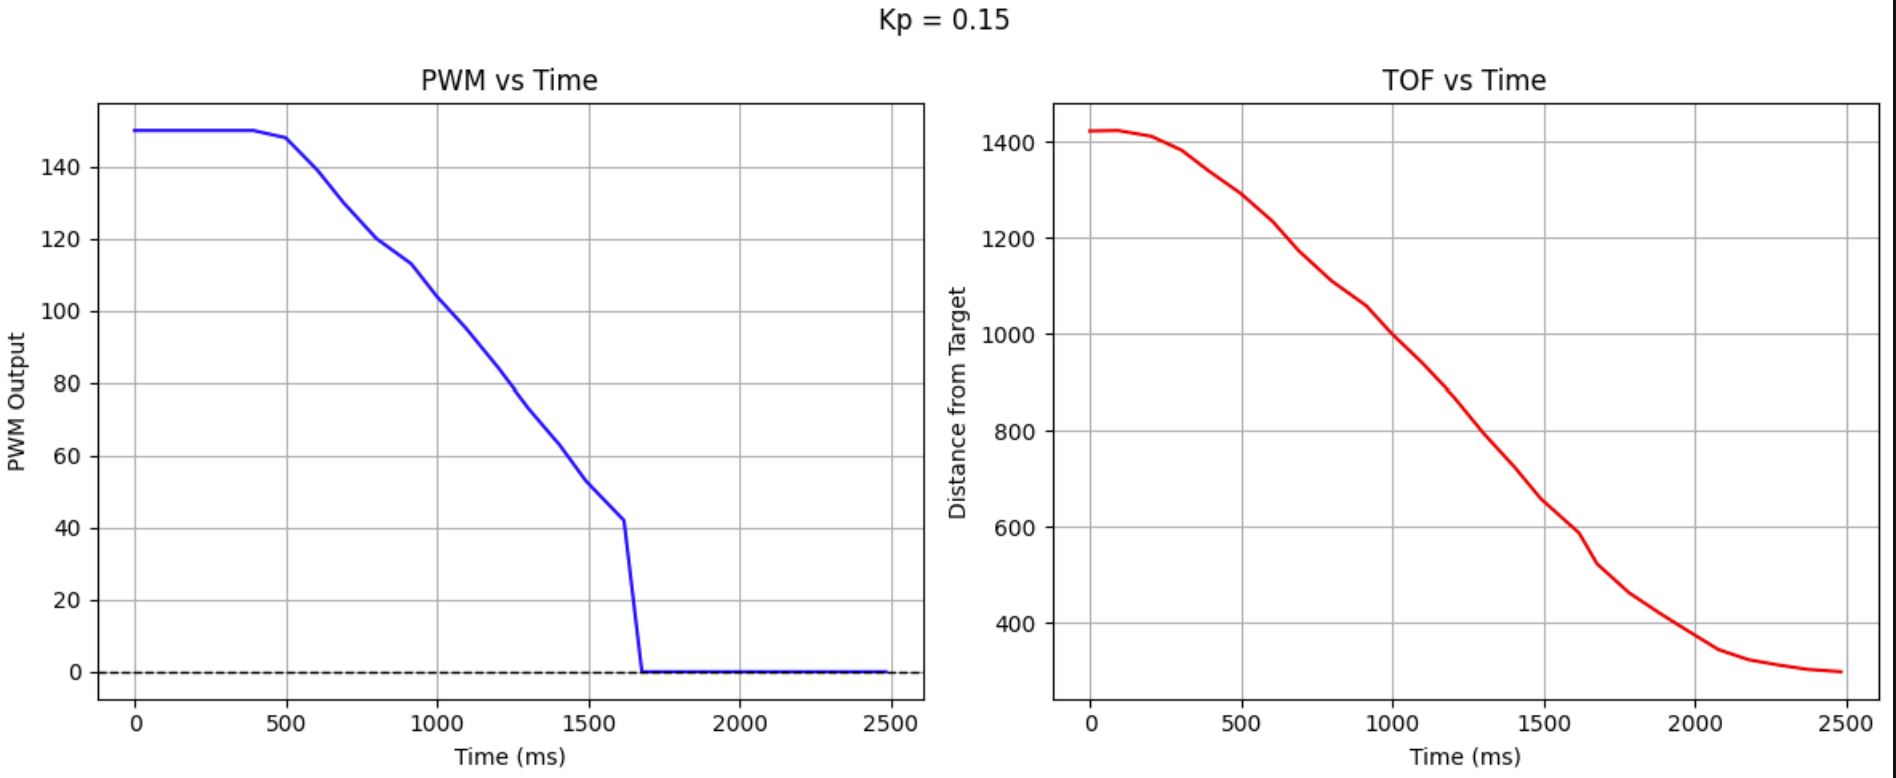 Kp = 0.15
PWM vs Time
PWM Output
140
120
100
80
60
40
20
0
0 500 1000 1500 2000 2500
Time (ms)
TOF vs Time
Distance from Target
1400
1200
1000
800
600
400
0 500 1000 1500 2000 2500
Time (ms)